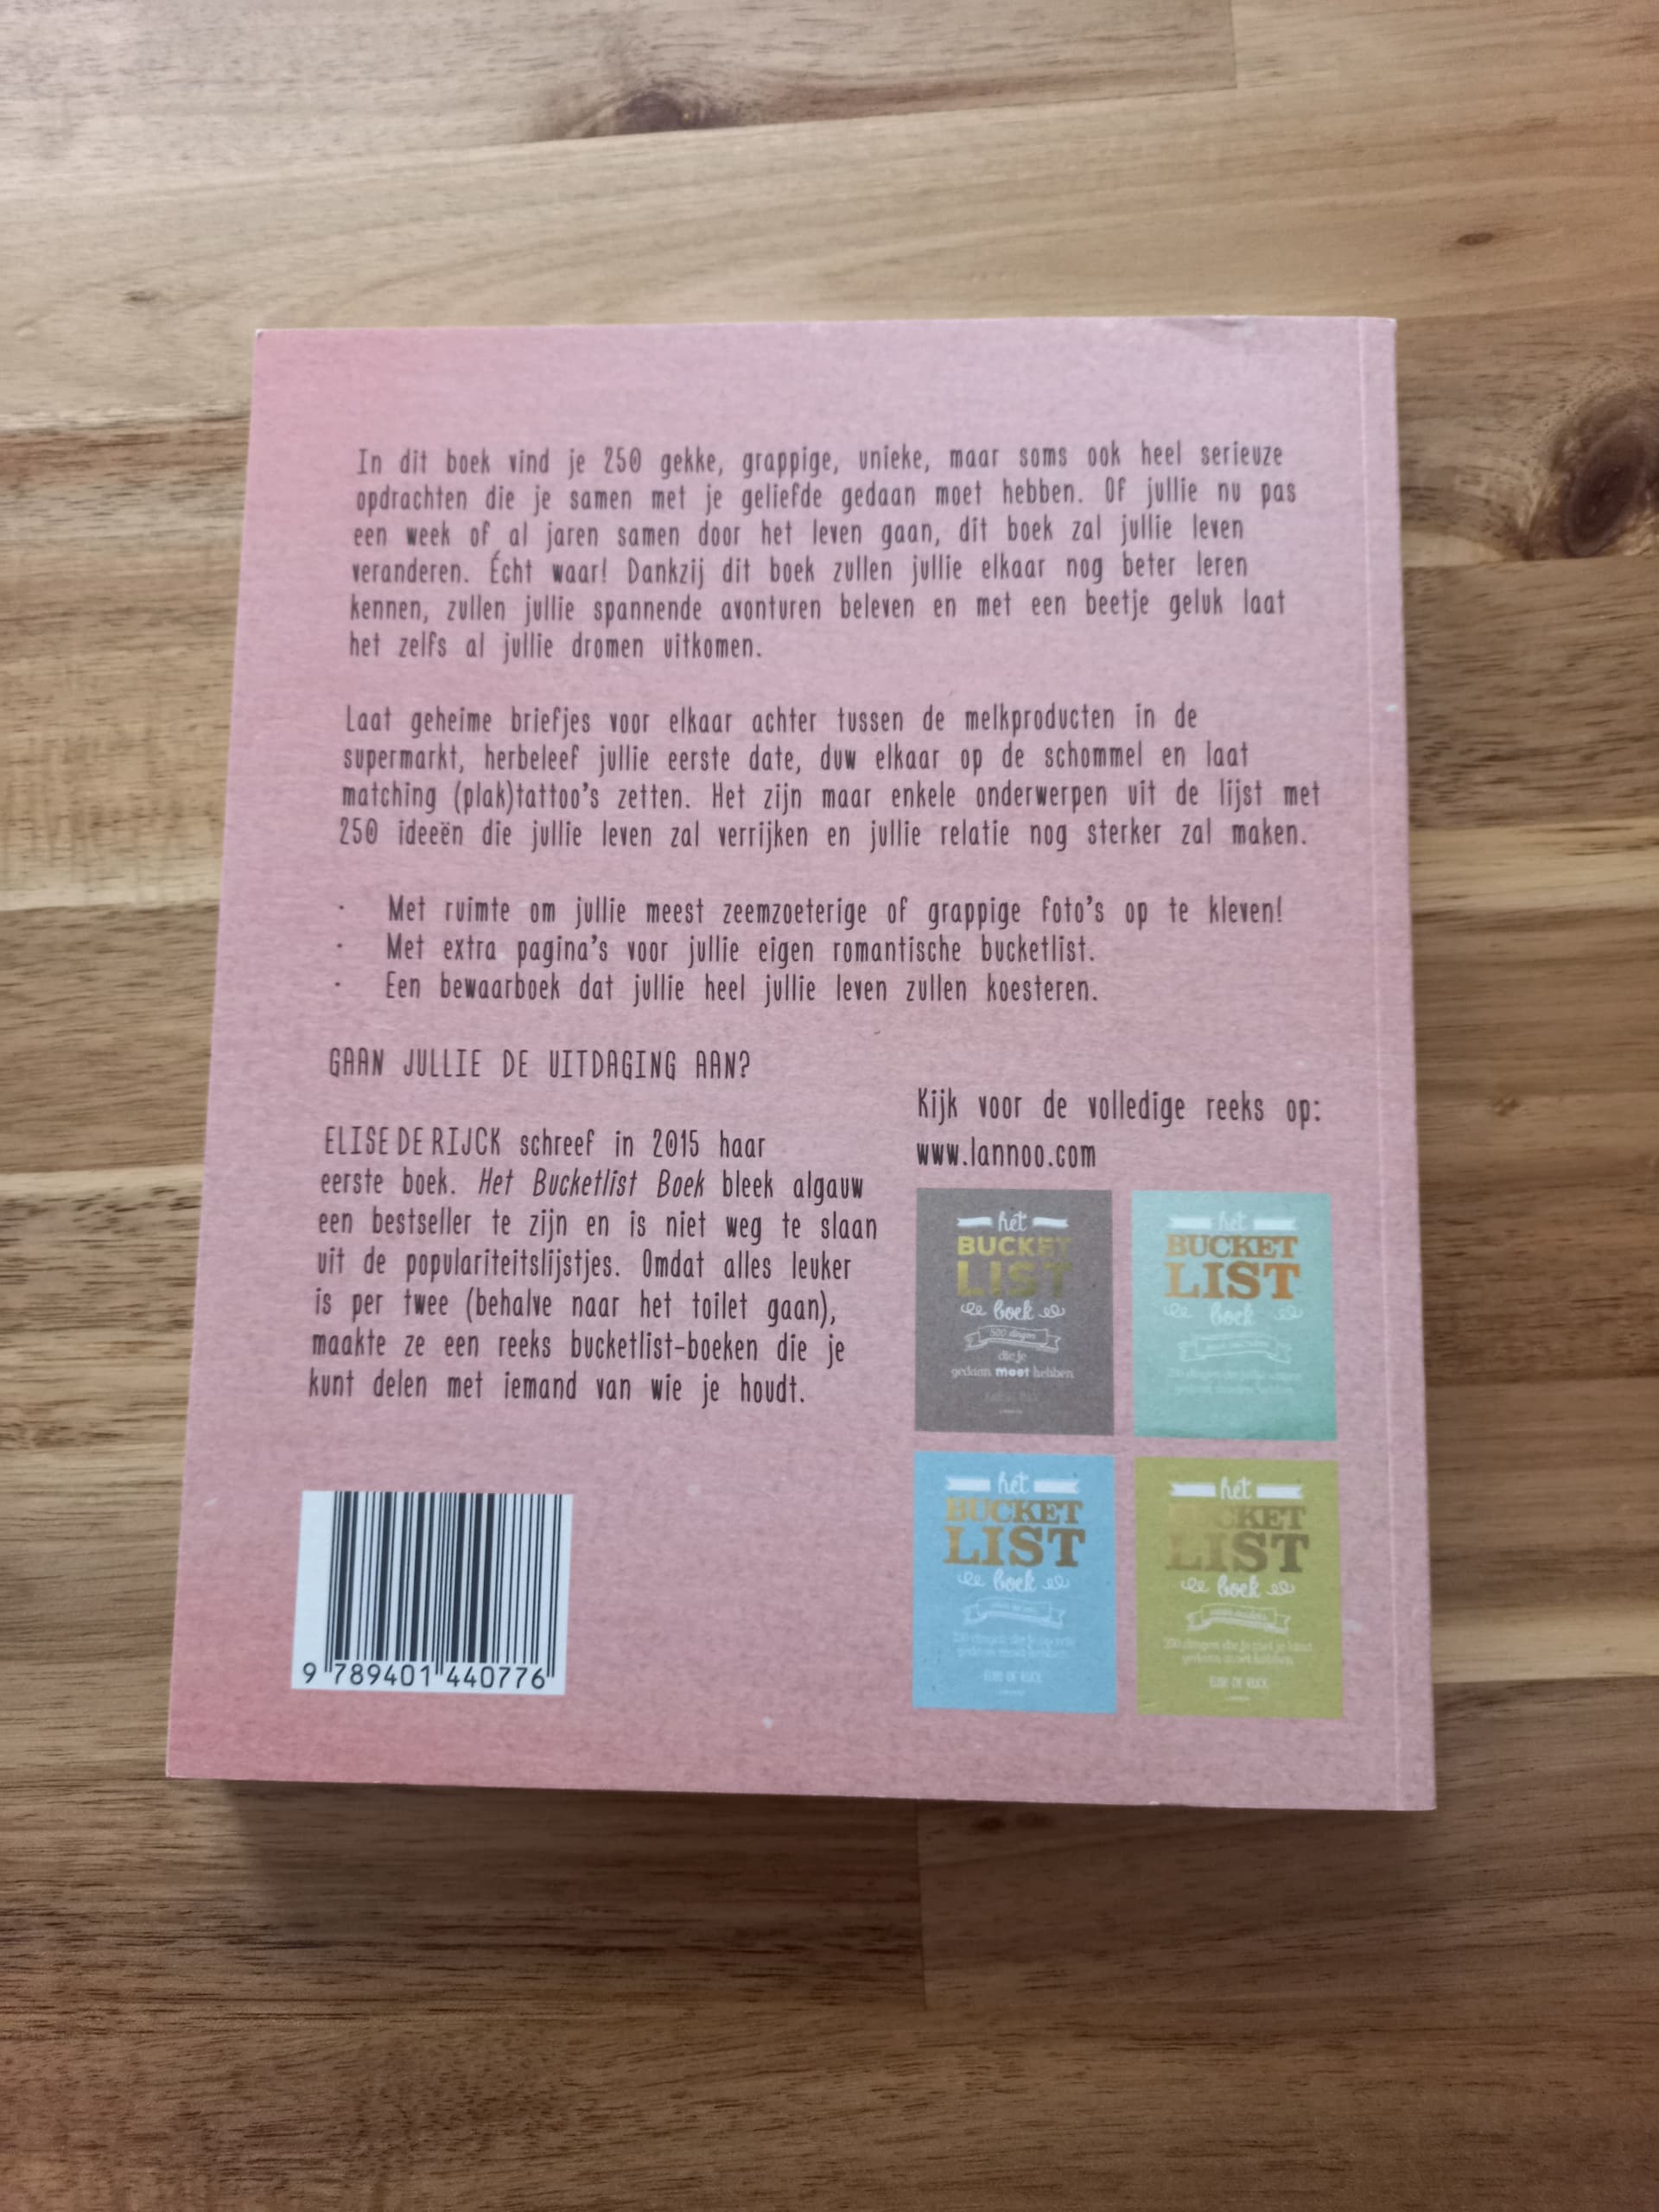 In dit boek vind je 250 gekke, grappige, unieke, maar soms ook heel serieuze
opdrachten die je samen met je geliefde gedaan moet hebben. Of jullie nu pas
een week of al jaren samen door het leven gaan, dit boek zal jullie leven
veranderen. Écht waar! Dankzij dit boek zullen jullie elkaar nog beter leren
kennen, zullen jullie spannende avonturen beleven en met een beetje geluk laat
het zelfs al jullie dromen uitkomen.
Laat geheime briefjes voor elkaar achter tussen de melkproducten in de
supermarkt, herbeleef jullie eerste date, duw elkaar op de schommel en laat
matching (plak)tattoo's zetten. Het zijn maar enkele onderwerpen uit de lijst met
250 ideeën die jullie leven zal verrijken en jullie relatie nog sterker zal maken.
· Met ruimte om jullie meest zeemzoeterige of grappige foto's op te kleven!
· Met extra pagina's voor jullie eigen romantische bucketlist.
· Een bewaarboek dat jullie heel jullie leven zullen koesteren.
GAAN JULLIE DE UITDAGING AAN?
ELISE DE RIJCK schreef in 2015 haar
eerste boek. Het Bucketlist Boek bleek algauw
een bestseller te zijn en is niet weg te slaan
uit de populariteitslijstjes. Omdat alles leuker
is per twee (behalve naar het toilet gaan),
maakte ze een reeks bucketlist-boeken die je
kunt delen met iemand van wie je houdt.
Kijk voor de volledige reeks op:
www.lannoo.com
het
BUCKET
LIST
boek
500 dingen
die je
gedaan moet hebben
het
BUCKET
LIST
boek
het
BUCKET
LIST
boek
ELISE DE RIJCK
het
BUCKET
LIST
boek
ELISE DE RIJCK
9 789401 440776